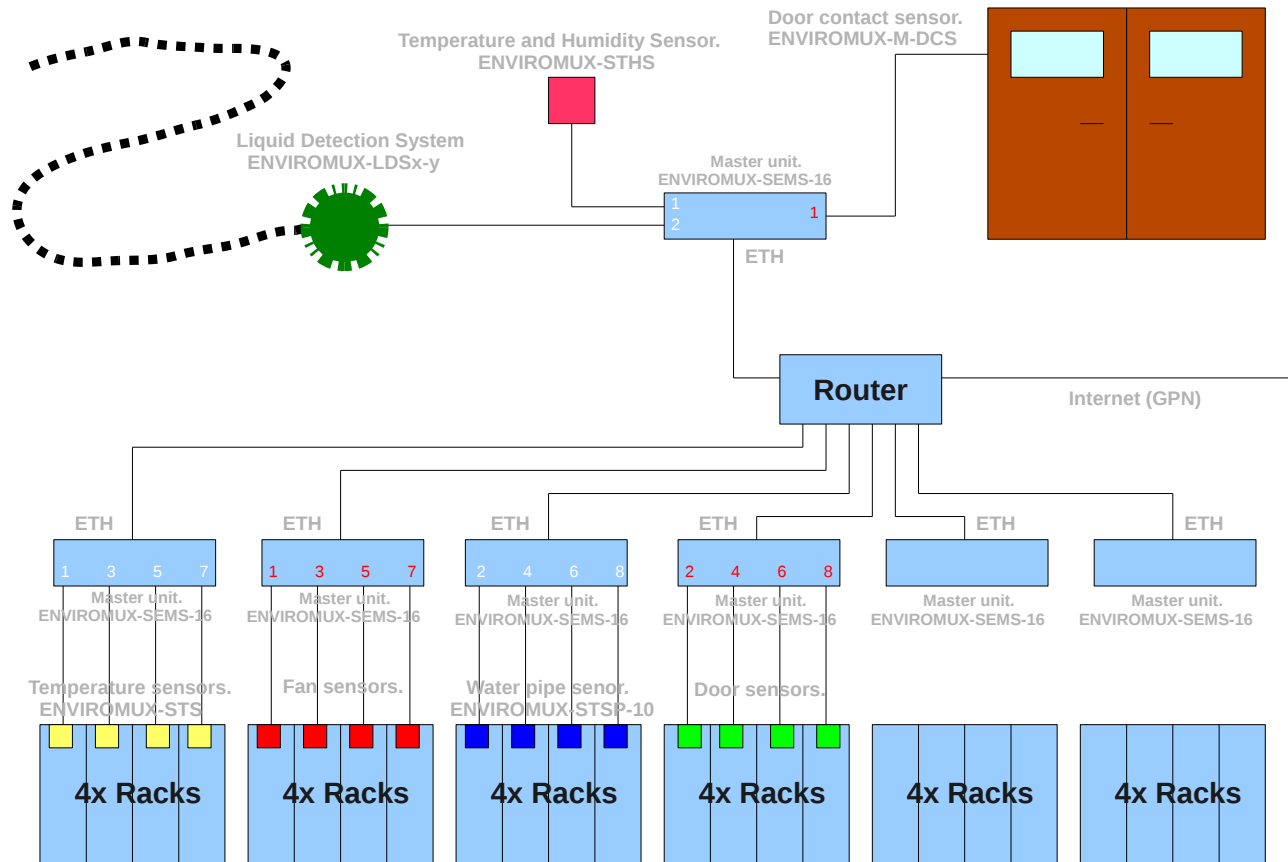 Door contact sensor.
ENVIROMUX-M-DCS
Temperature and Humidity Sensor.
ENVIROMUX-STHS
Liquid Detection System
ENVIROMUX-LDSx-y
Master unit.
ENVIROMUX-SEMS-16
1
2
1
ETH
Router
Internet (GPN)
ETH
ETH
ETH
ETH
ETH
ETH
1 3 5 7
1 3 5 7
2 4 6 8
2 4 6 8
Master unit.
ENVIROMUX-SEMS-16
Master unit.
ENVIROMUX-SEMS-16
Master unit.
ENVIROMUX-SEMS-16
Master unit.
ENVIROMUX-SEMS-16
Master unit.
ENVIROMUX-SEMS-16
Master unit.
ENVIROMUX-SEMS-16
Temperature sensors.
ENVIROMUX-STS
Fan sensors.
Water pipe senor.
ENVIROMUX-STSP-10
Door sensors.
4x Racks
4x Racks
4x Racks
4x Racks
4x Racks
4x Racks